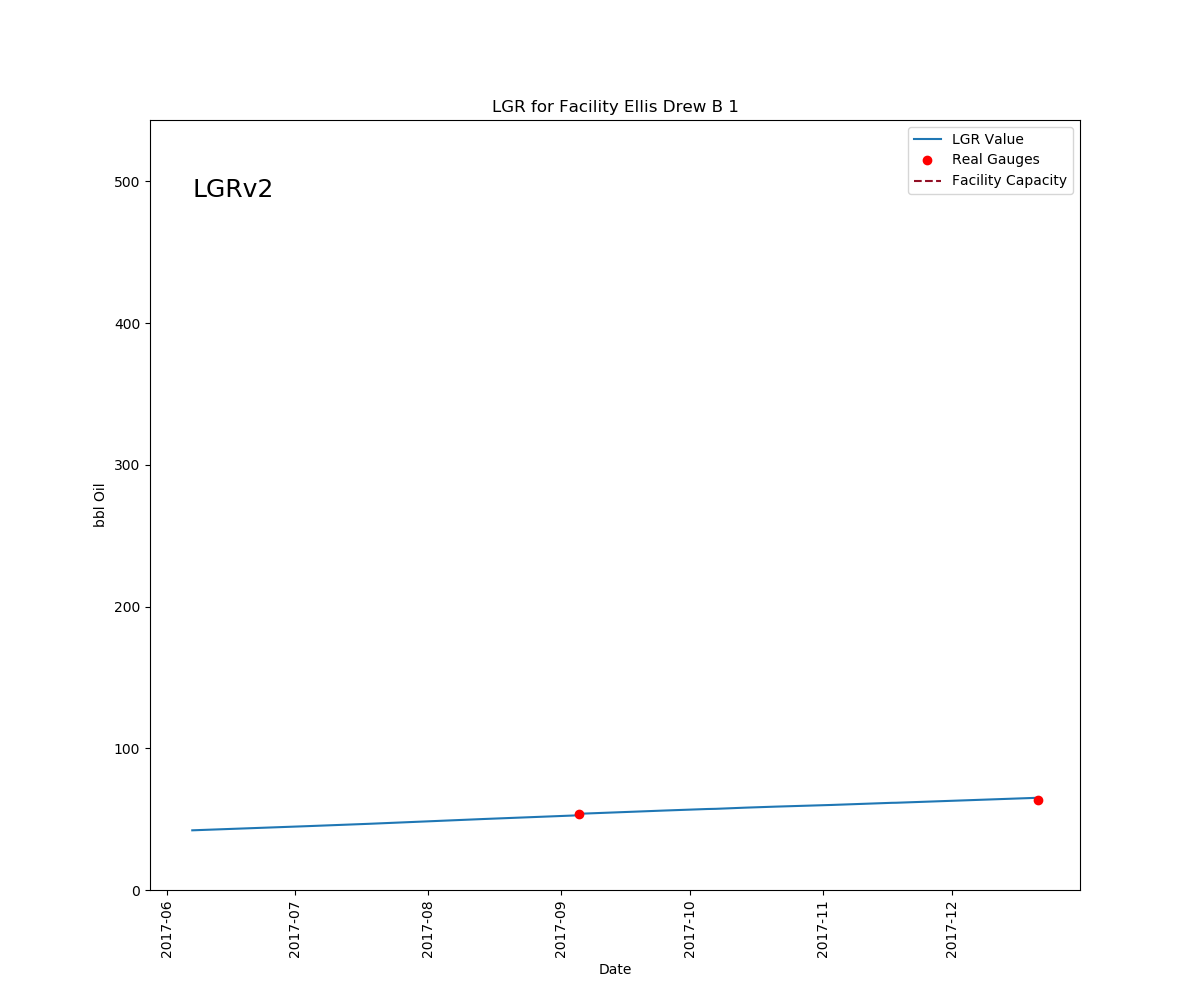 LGR for Facility Ellis Drew B 1
LGR Value
Real Gauges
Facility Capacity
LGRv2
500
400
300
200
100
0
bbl Oil
2017-06
2017-07
2017-08
2017-09
2017-10
2017-11
2017-12
Date